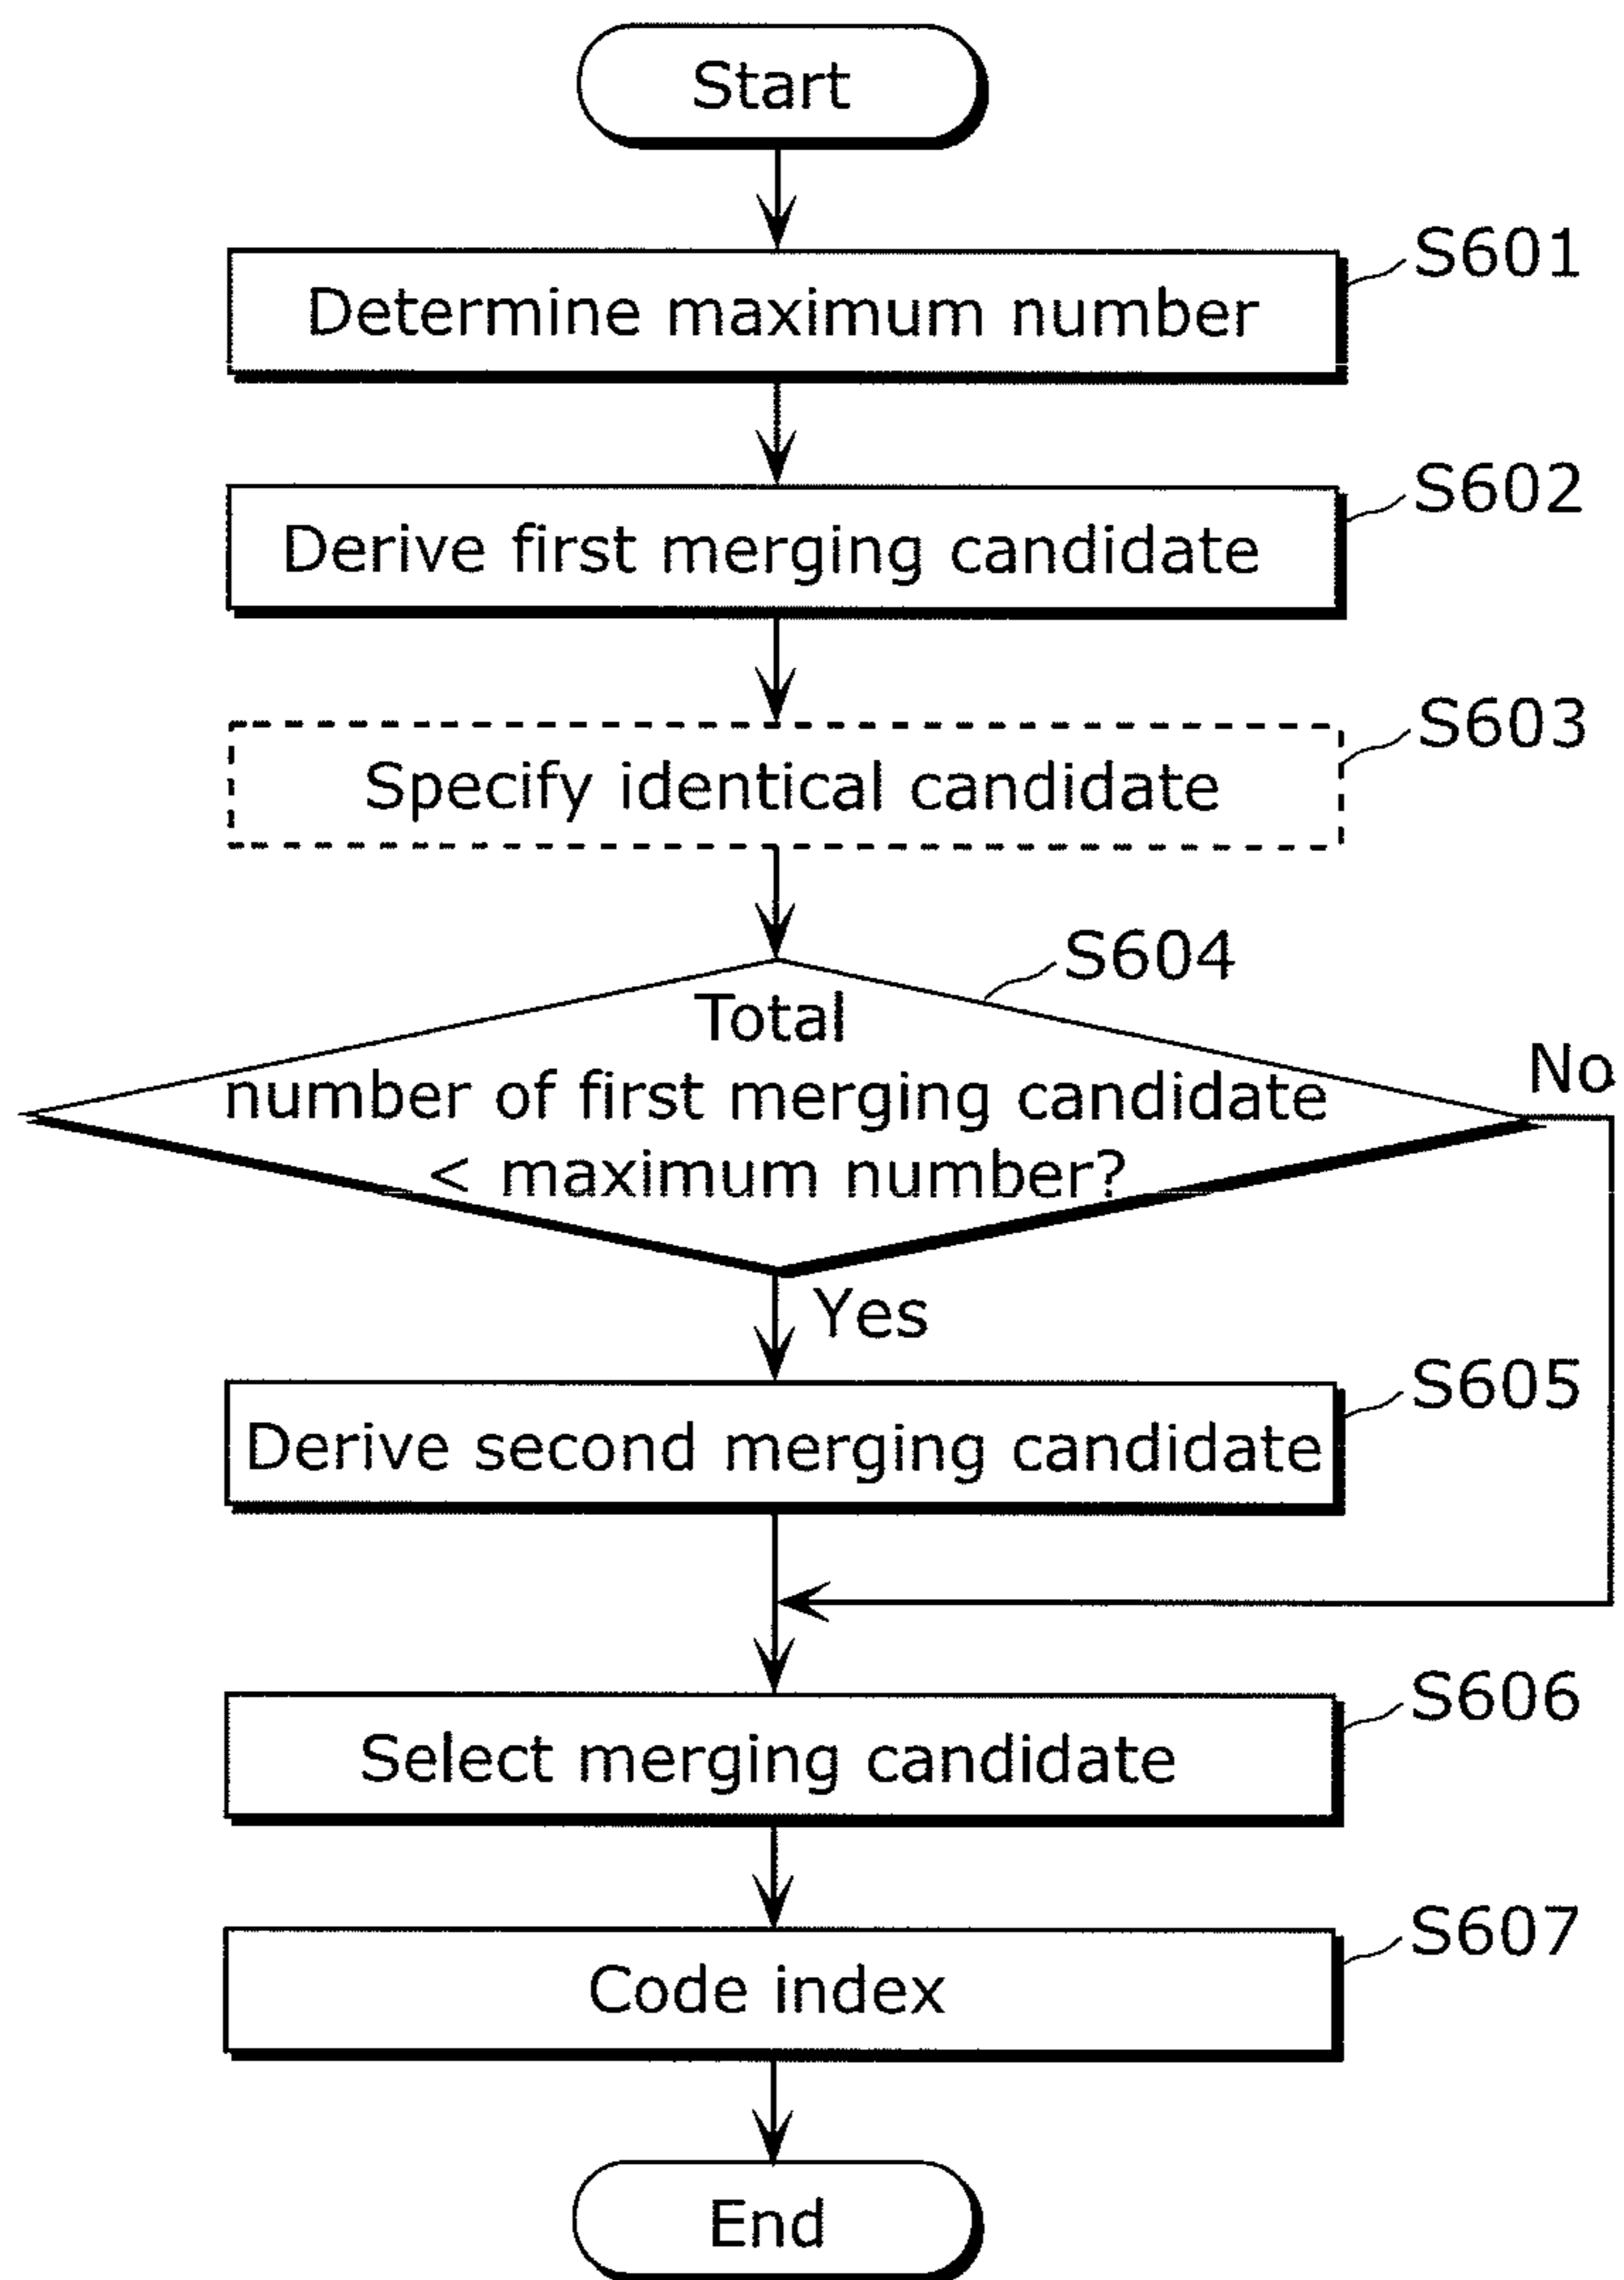 Start
S601
Determine maximum number
S602
Derive first merging candidate
S603
Specify identical candidate
S604
Total
number of first merging candidate
< maximum number?
No
Yes
S605
Derive second merging candidate
S606
Select merging candidate
S607
Code index
End